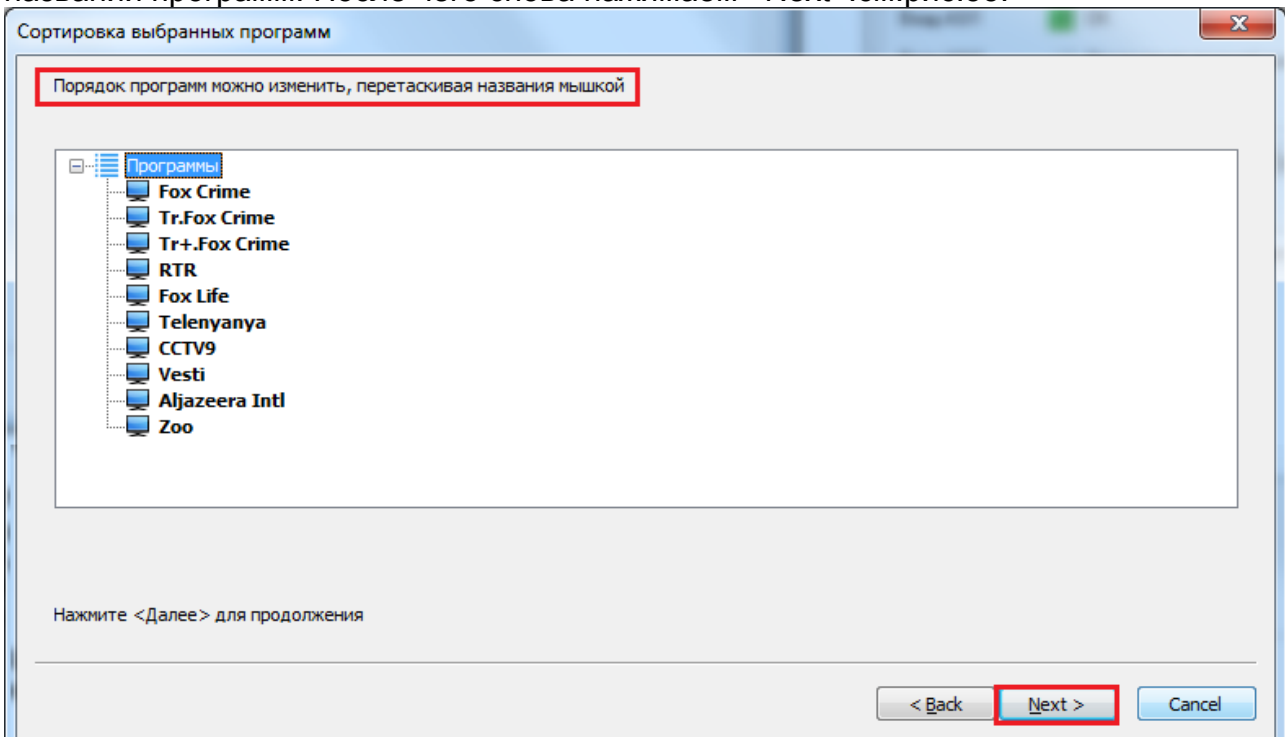 Сортировка выбранных программ
Порядок программ можно изменить, перетаскивая названия мышкой
Программы
Fox Crime
Tr.Fox Crime
Tr+.Fox Crime
RTR
Fox Life
Telenyanya
CCTV9
Vesti
Aljazeera Intl
Zoo
Нажмите <Далее> для продолжения
< Back Next > Cancel